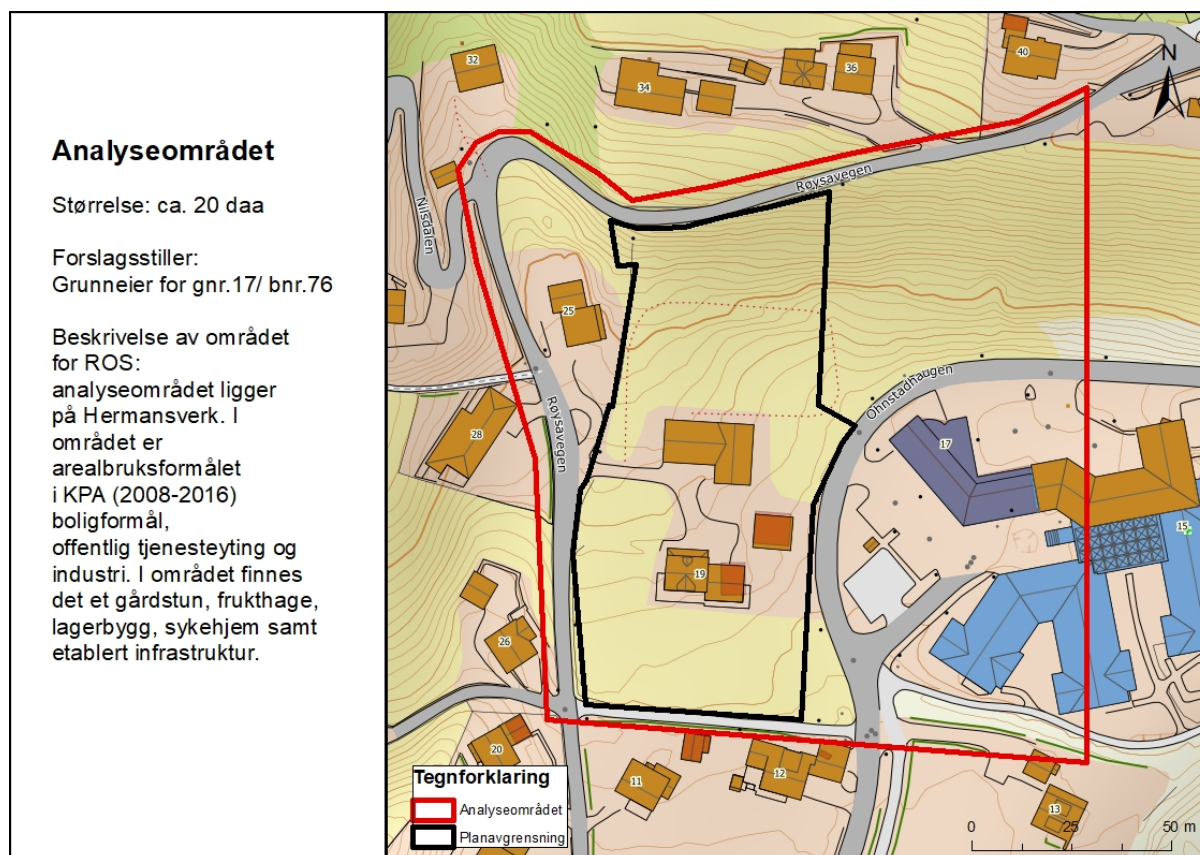 Analyseområdet
Størrelse: ca. 20 daa
Forslagsstiller:
Grunneier for gnr.17/ bnr.76
Beskrivelse av området
for ROS:
analyseområdet ligger
på Hermansverk. I
området er
arealbruksformålet
i KPA (2008-2016)
boligformål,
offentlig tjenesteyting og
industri. I området finnes
det et gårdstun, frukthage,
lagerbygg, sykehjem samt
etablert infrastruktur.
32
34
36
40
N
Røysavegen
Nilsdalen
25
Ohnstadhaugen
Røysavegen
28
17
15
19
26
20
11
12
13
Tegnforklaring
Analyseområdet
Planavgrensning
0 25 50 m